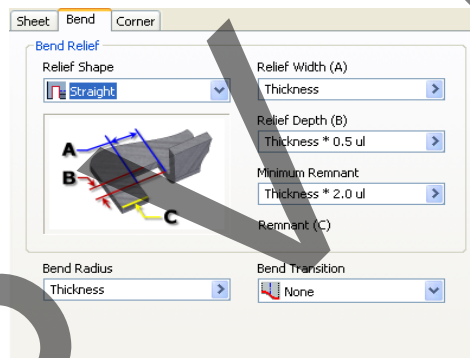 Sheet Bend Corner
Bend Relief
Relief Shape
Straight
A
B
C
Relief Width (A)
Thickness
Relief Depth (B)
Thickness * 0.5 ul
Minimum Remnant
Thickness * 2.0 ul
Remnant (C)
Bend Radius
Thickness
Bend Transition
None